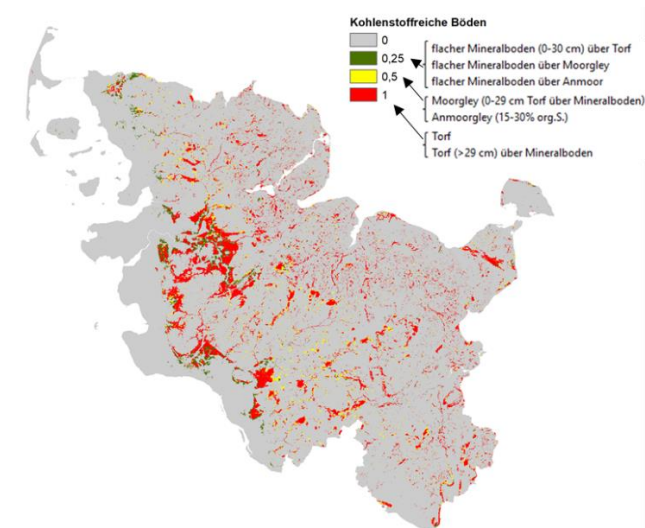 Kohlenstoffreiche Böden
0
0,25
0,5
1
flacher Mineralboden (0-30 cm) über Torf
flacher Mineralboden über Moorgley
flacher Mineralboden über Anmoor
Moorgley (0-29 cm Torf über Mineralboden)
Anmoorgley (15-30% org.S.)
Torf
Torf (>29 cm) über Mineralboden